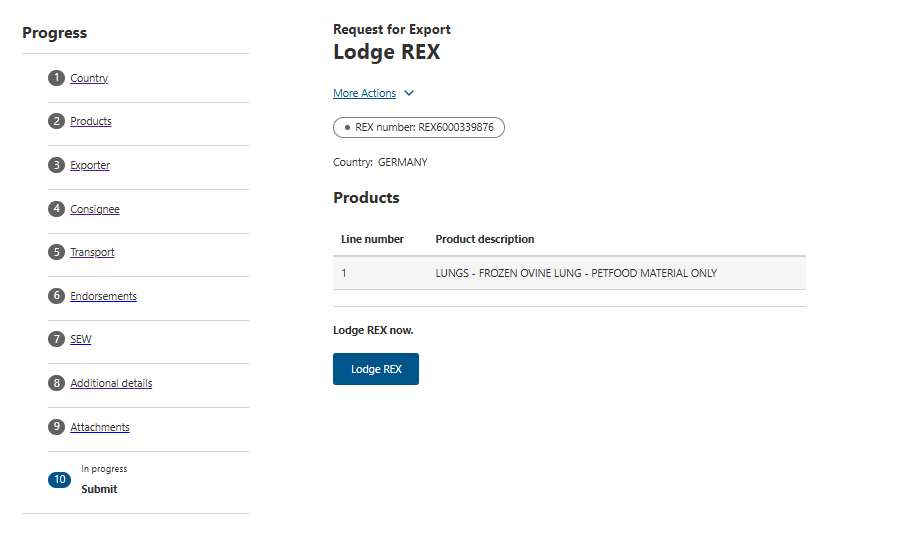 Progress
1 Country
2 Products
3 Exporter
4 Consignee
5 Transport
6 Endorsements
7 SEW
8 Additional details
9 Attachments
10 In progress
Submit
Request for Export
Lodge REX
More Actions
REX number: REX6000339876
Country: GERMANY
Products
Line number Product description
1 LUNGS - FROZEN OVINE LUNG - PETFOOD MATERIAL ONLY
Lodge REX now.
Lodge REX